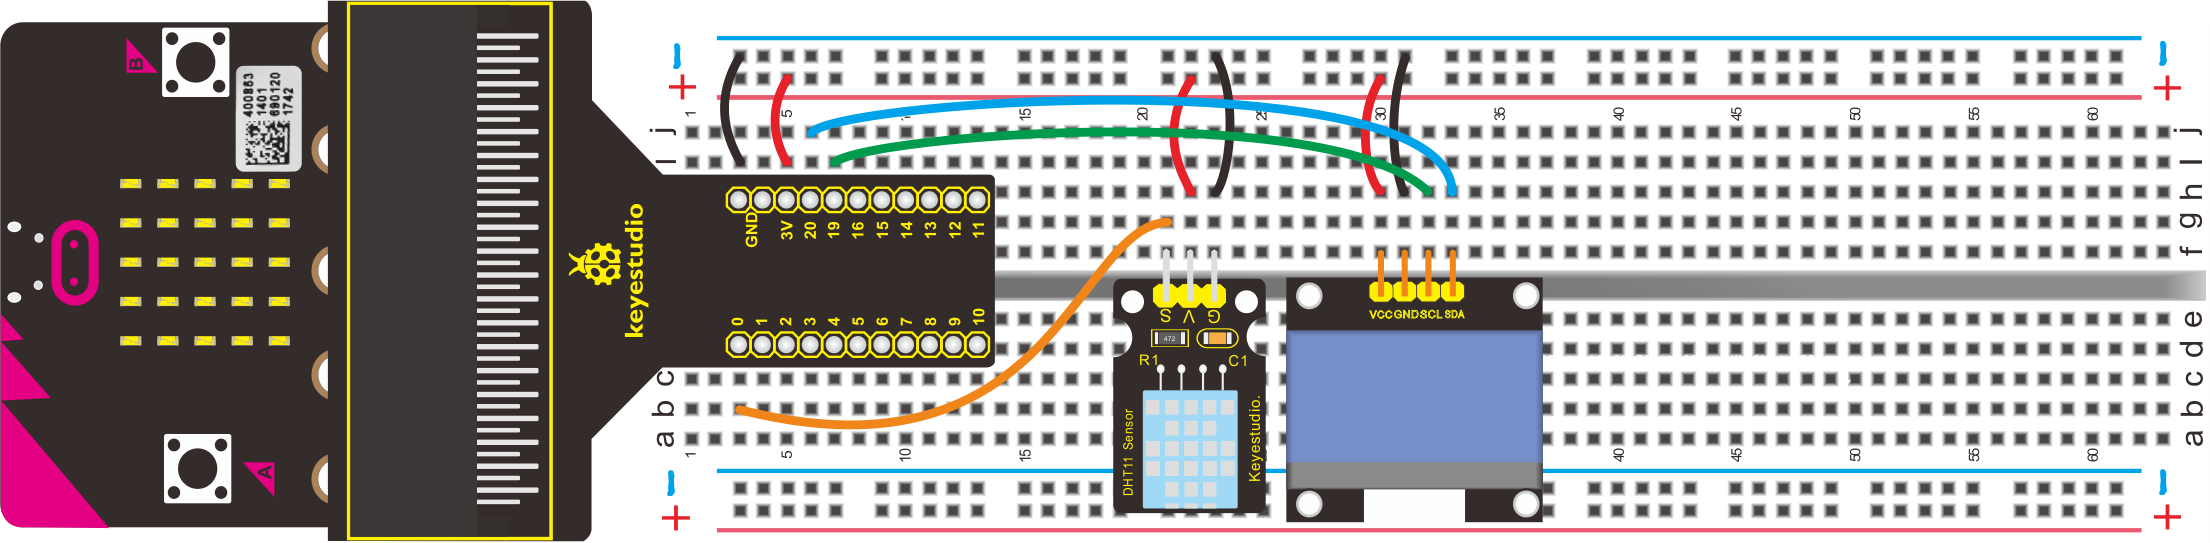 B
400863
1401
690120
1742
A
keyestudio
GND 3V 20 19 16 15 14 13 12 11
0 1 2 3 4 5 6 7 8 9 10
− +
− +
1 5 10 15 20 25 30 35 40 45 50 55 60
j
I
h
g
f
e
d
c
b
a
j
I
c
b
a
1 5 10 15 40 45 50 55 60
− +
− +
S V G
R1
472
C1
DHT11 Sensor
Keyestudio.
VCC GND SCL SDA